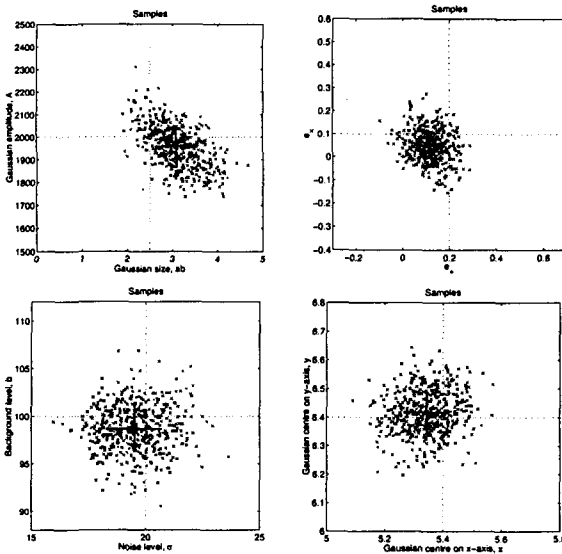 Samples
2500
2400
2300
2200
2100
2000
1900
1800
1700
1600
1500
0 1 2 3 4 5
Gaussian amplitude, A
Gaussian size, ab
Samples
0.6
0.5
0.4
0.3
0.2
0.1
0
−0.1
−0.2
−0.3
−0.4
−0.2 0 0.2 0.4 0.6
e×
e+
Samples
110
105
100
95
90
15 20 25
Background level, b
Noise level, σ
Samples
6.8
6.7
6.6
6.5
6.4
6.3
6.2
6.1
6
5 5.2 5.4 5.6 5.8
Gaussian centre on y-axis, y
Gaussian centre on x-axis, x